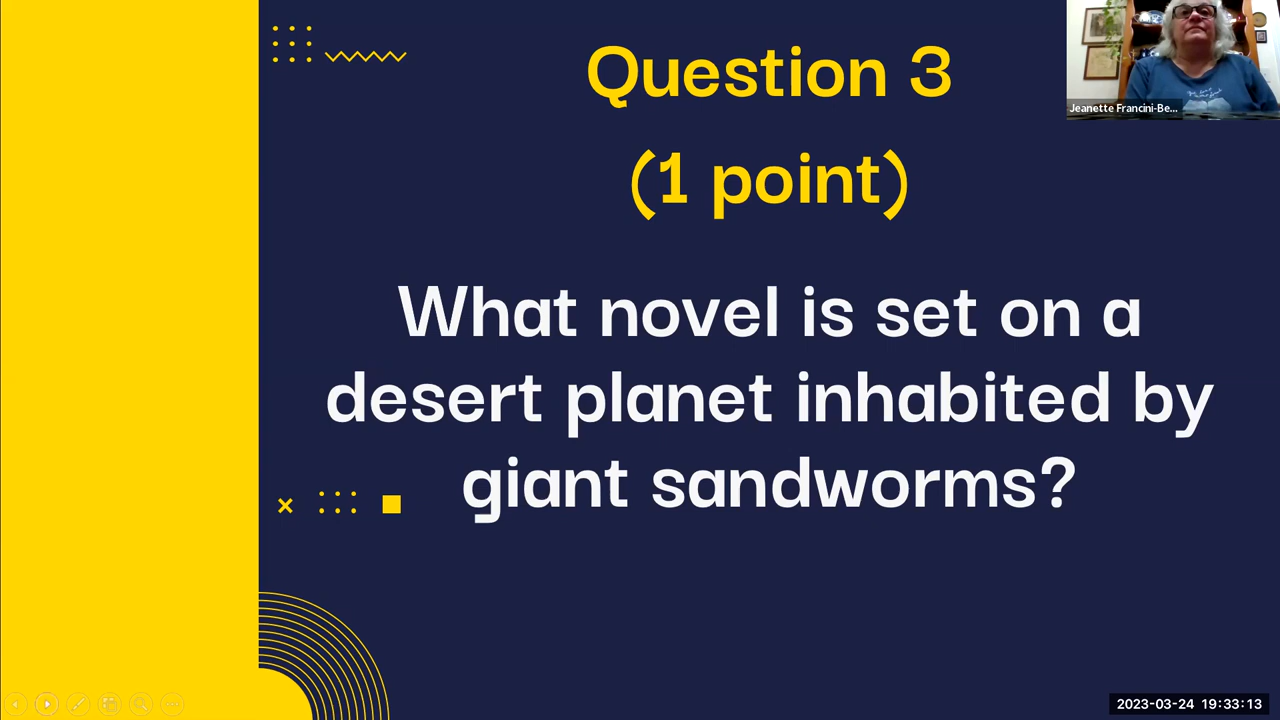 Question 3
(1 point)
What novel is set on a
desert planet inhabited by
giant sandworms?
Jeanette Francini-Be...
2023-03-24 19:33:13